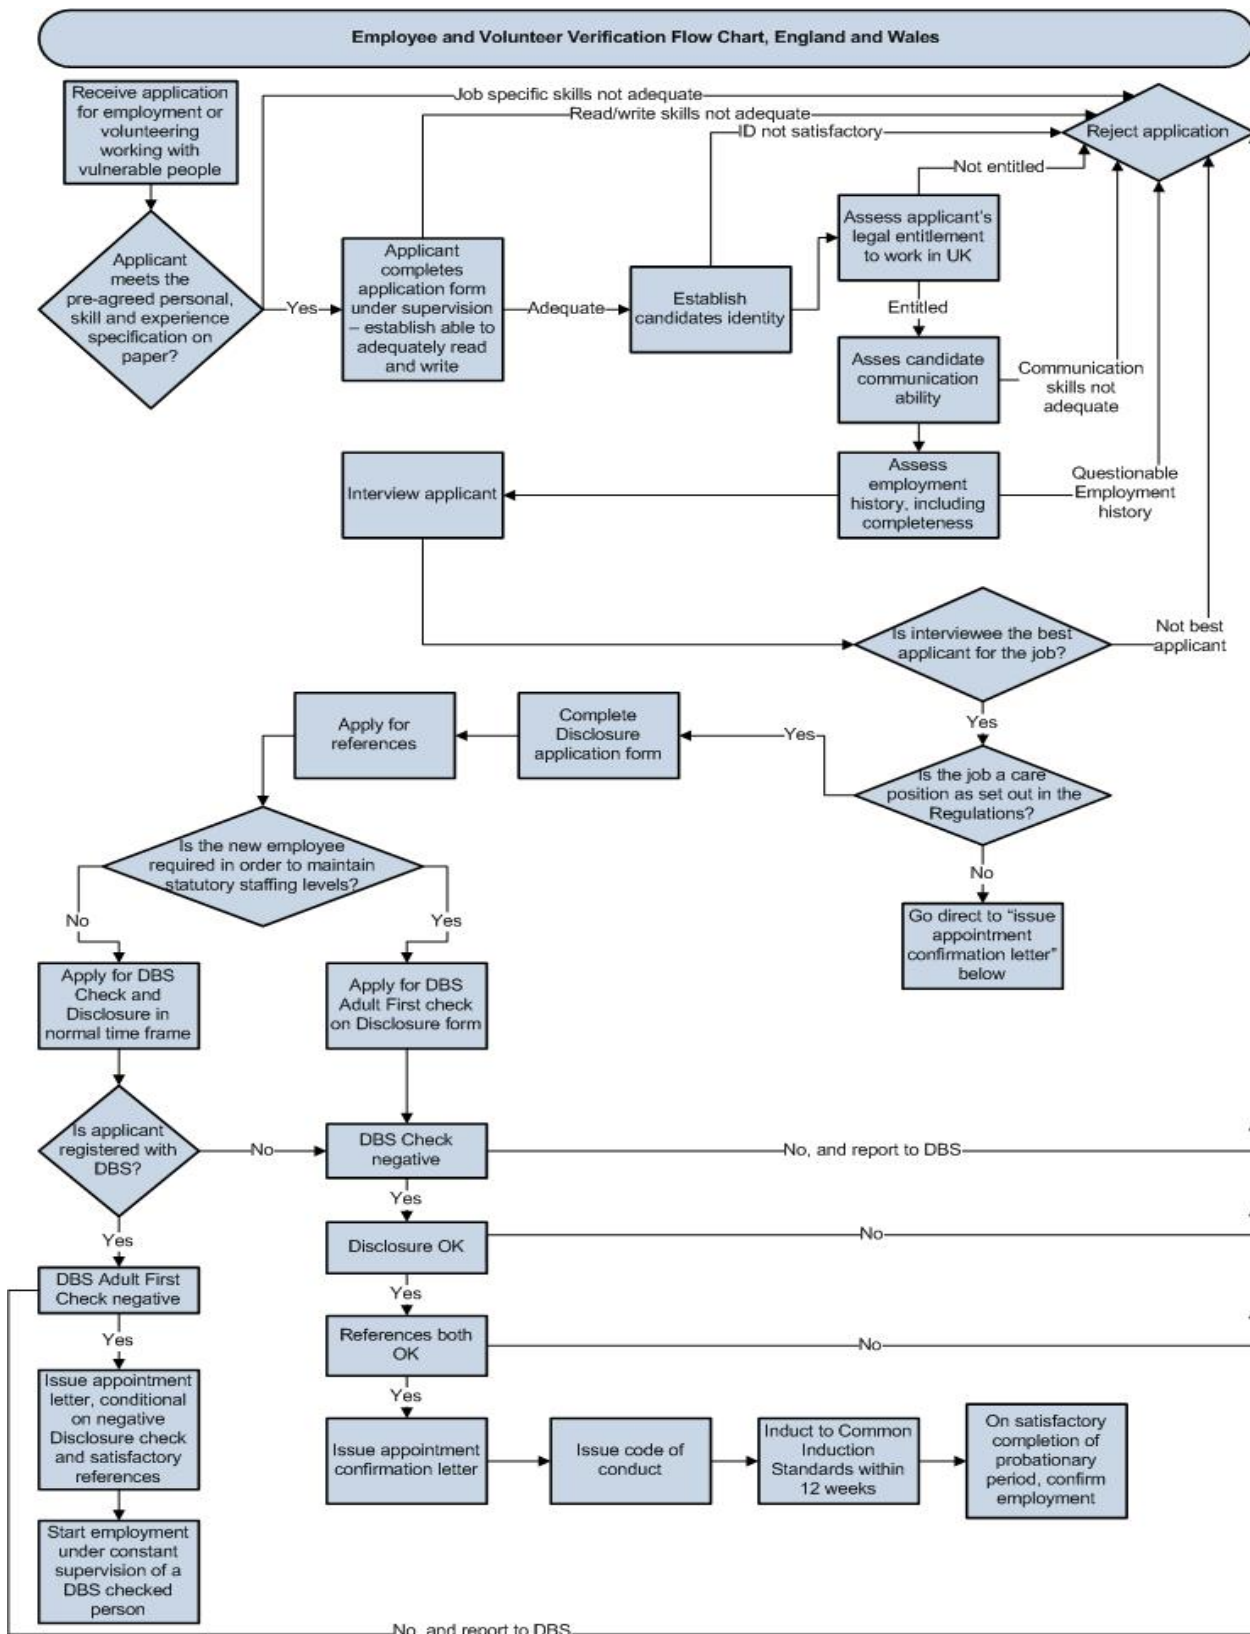 Employee and Volunteer Verification Flow Chart, England and Wales
Receive application
for employment or
volunteering
working with
vulnerable people
Job specific skills not adequate
Read/write skills not adequate
ID not satisfactory
Reject application
Not entitled
Applicant
meets the
pre-agreed personal,
skill and experience
specification on
paper?
Yes
Applicant
completes
application form
under supervision
– establish able to
adequately read
and write
Adequate
Establish
candidates identity
Assess applicant's
legal entitlement
to work in UK
Entitled
Asses candidate
communication
ability
Communication
skills not
adequate
Assess
employment
history, including
completeness
Questionable
Employment
history
Interview applicant
Is interviewee the best
applicant for the job?
Not best
applicant
Yes
Is the job a care
position as set out in the
Regulations?
Yes
Complete
Disclosure
application form
Apply for
references
No
Go direct to “issue
appointment
confirmation letter”
below
Is the new employee
required in order to maintain
statutory staffing levels?
No
Yes
Apply for DBS
Check and
Disclosure in
normal time frame
Apply for DBS
Adult First check
on Disclosure form
Is applicant
registered with
DBS?
No
DBS Check
negative
No, and report to DBS
Yes
Disclosure OK
No
Yes
Yes
DBS Adult First
Check negative
References both
OK
No
Yes
Yes
Issue appointment
letter, conditional
on negative
Disclosure check
and satisfactory
references
Issue appointment
confirmation letter
Issue code of
conduct
Induct to Common
Induction
Standards within
12 weeks
On satisfactory
completion of
probationary
period, confirm
employment
Start employment
under constant
supervision of a
DBS checked
person
No, and report to DBS